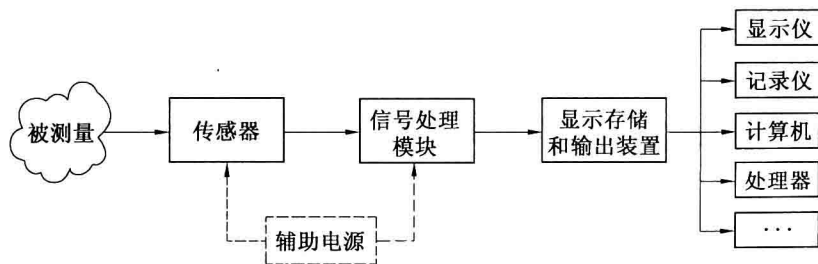 被测量
传感器
信号处理
模块
显示存储
和输出装置
显示仪
记录仪
计算机
处理器
···
辅助电源